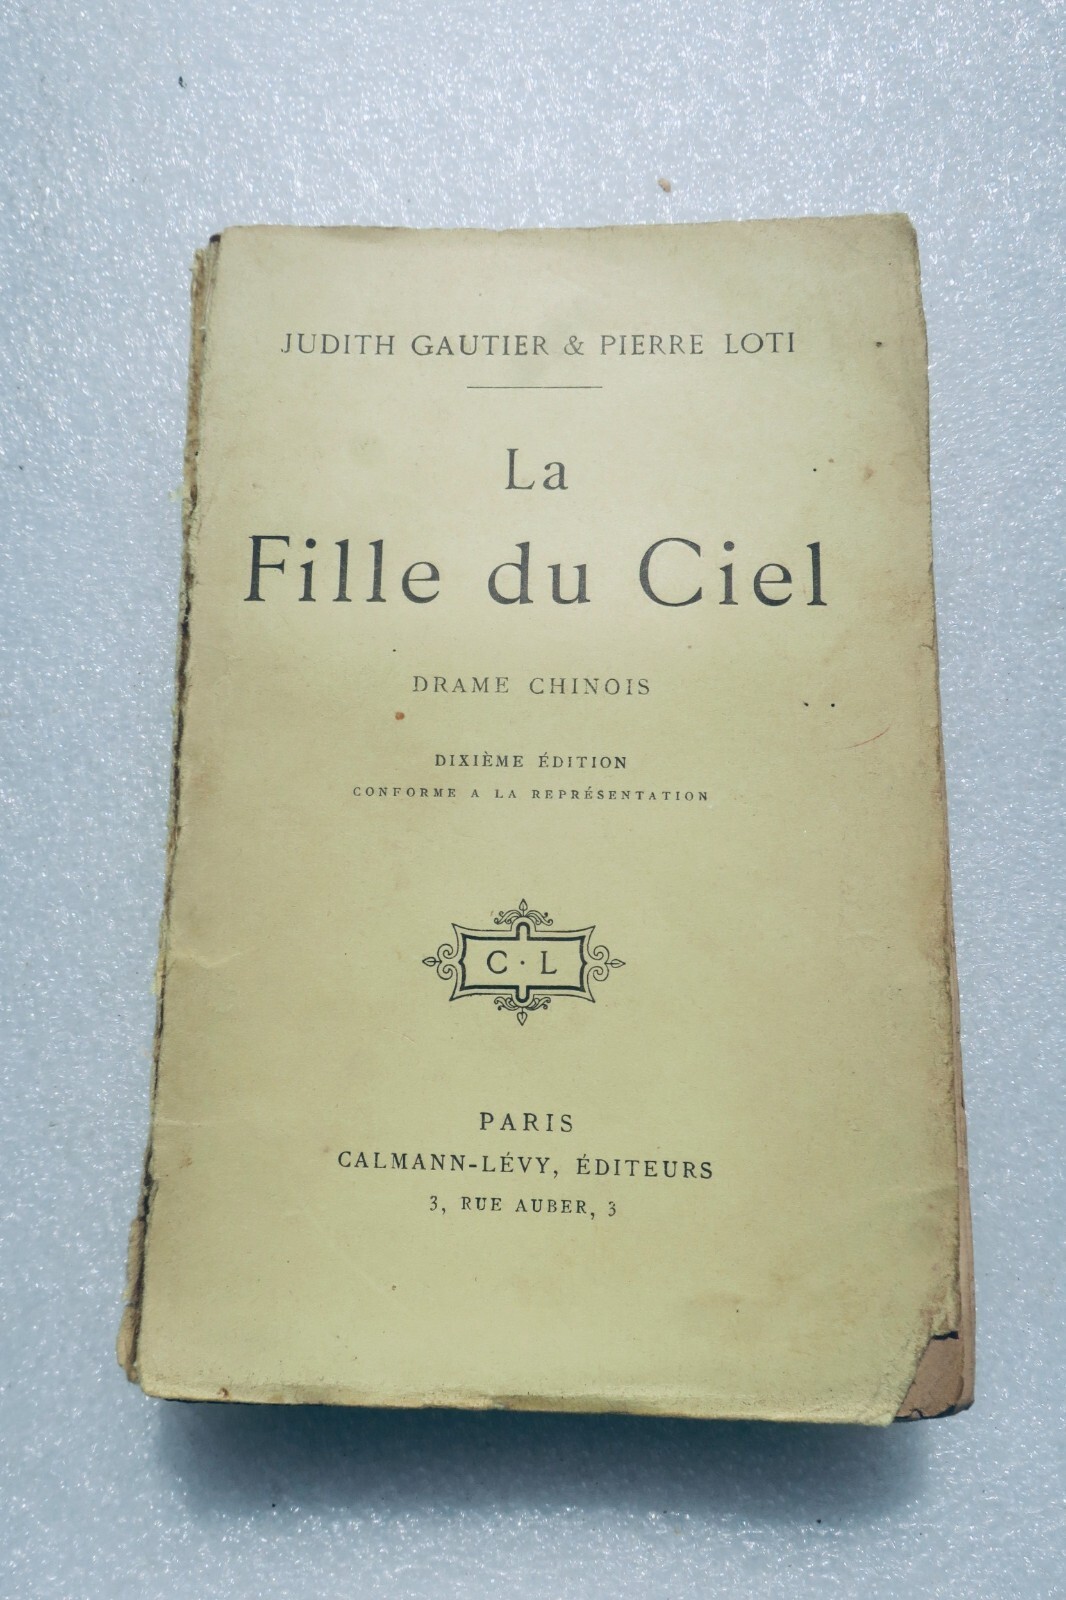 JUDITH GAUTIER & PIERRE LOTI
La
Fille du Ciel
DRAME CHINOIS
DIXIÈME ÉDITION
CONFORME A LA REPRÉSENTATION
C · L
PARIS
CALMANN-LÉVY, ÉDITEURS
3, RUE AUBER, 3